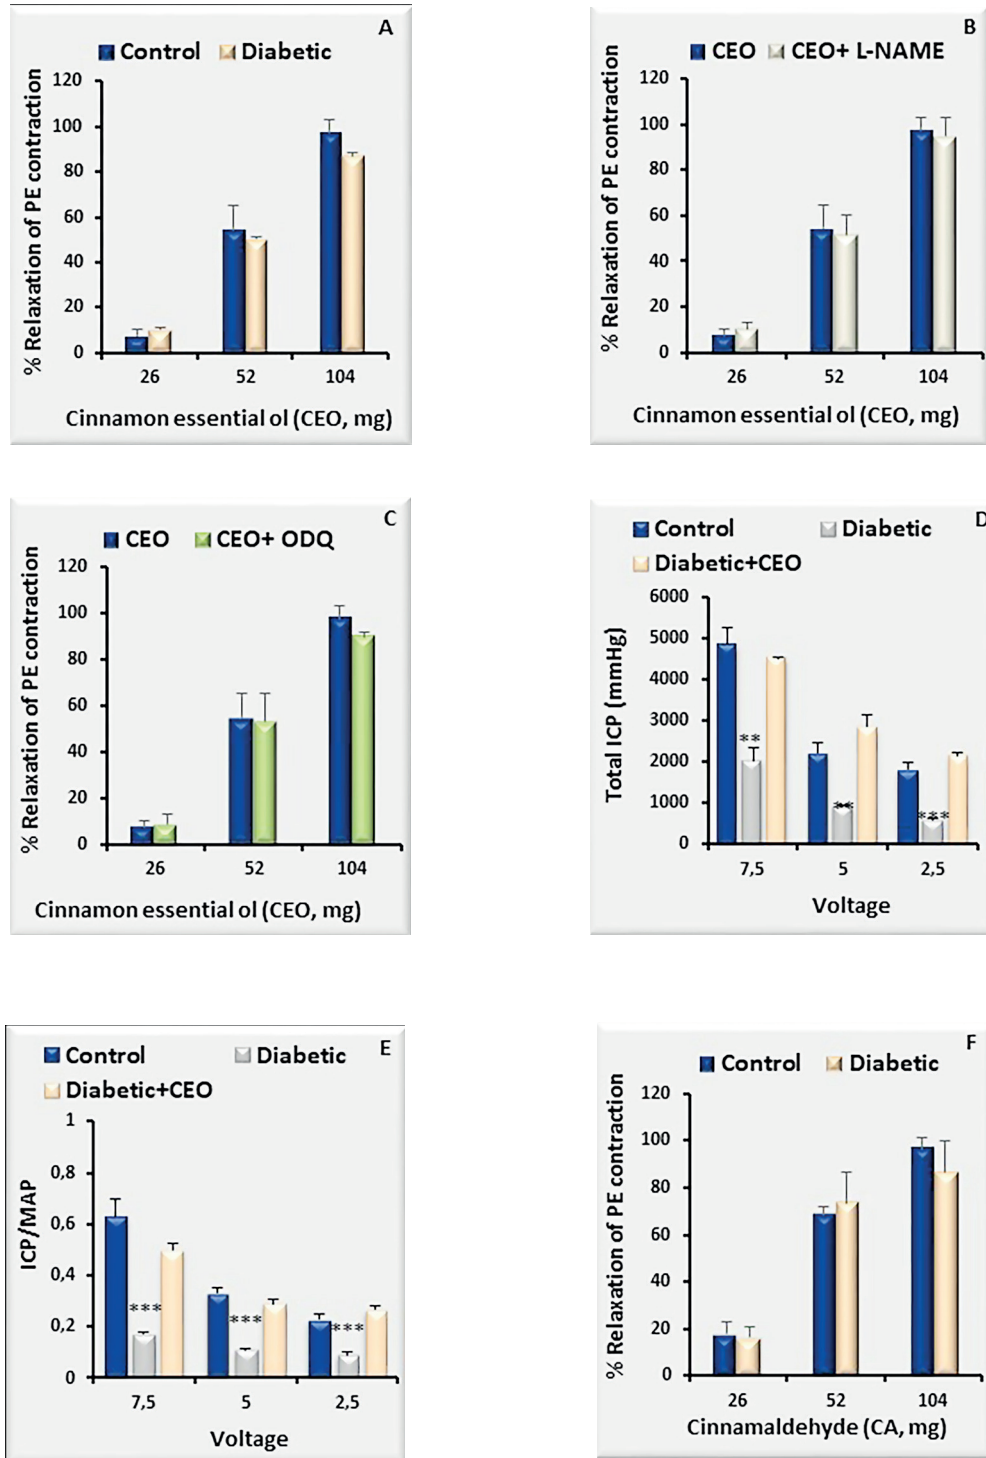 A
Control Diabetic
% Relaxation of PE contraction
120
100
80
60
40
20
0
26 52 104
Cinnamon essential ol (CEO, mg)
B
CEO CEO+ L-NAME
% Relaxation of PE contraction
120
100
80
60
40
20
0
26 52 104
Cinnamon essential ol (CEO, mg)
C
CEO CEO+ ODQ
% Relaxation of PE contraction
120
100
80
60
40
20
0
26 52 104
Cinnamon essential ol (CEO, mg)
D
Control Diabetic
Diabetic+CEO
Total ICP (mmHg)
6000
5000
4000
3000
2000
1000
0
**
**
***
7,5 5 2,5
Voltage
E
Control Diabetic
Diabetic+CEO
ICP/MAP
1
0,8
0,6
0,4
0,2
0
***
***
***
7,5 5 2,5
Voltage
F
Control Diabetic
% Relaxation of PE contraction
120
100
80
60
40
20
0
26 52 104
Cinnamaldehyde (CA, mg)